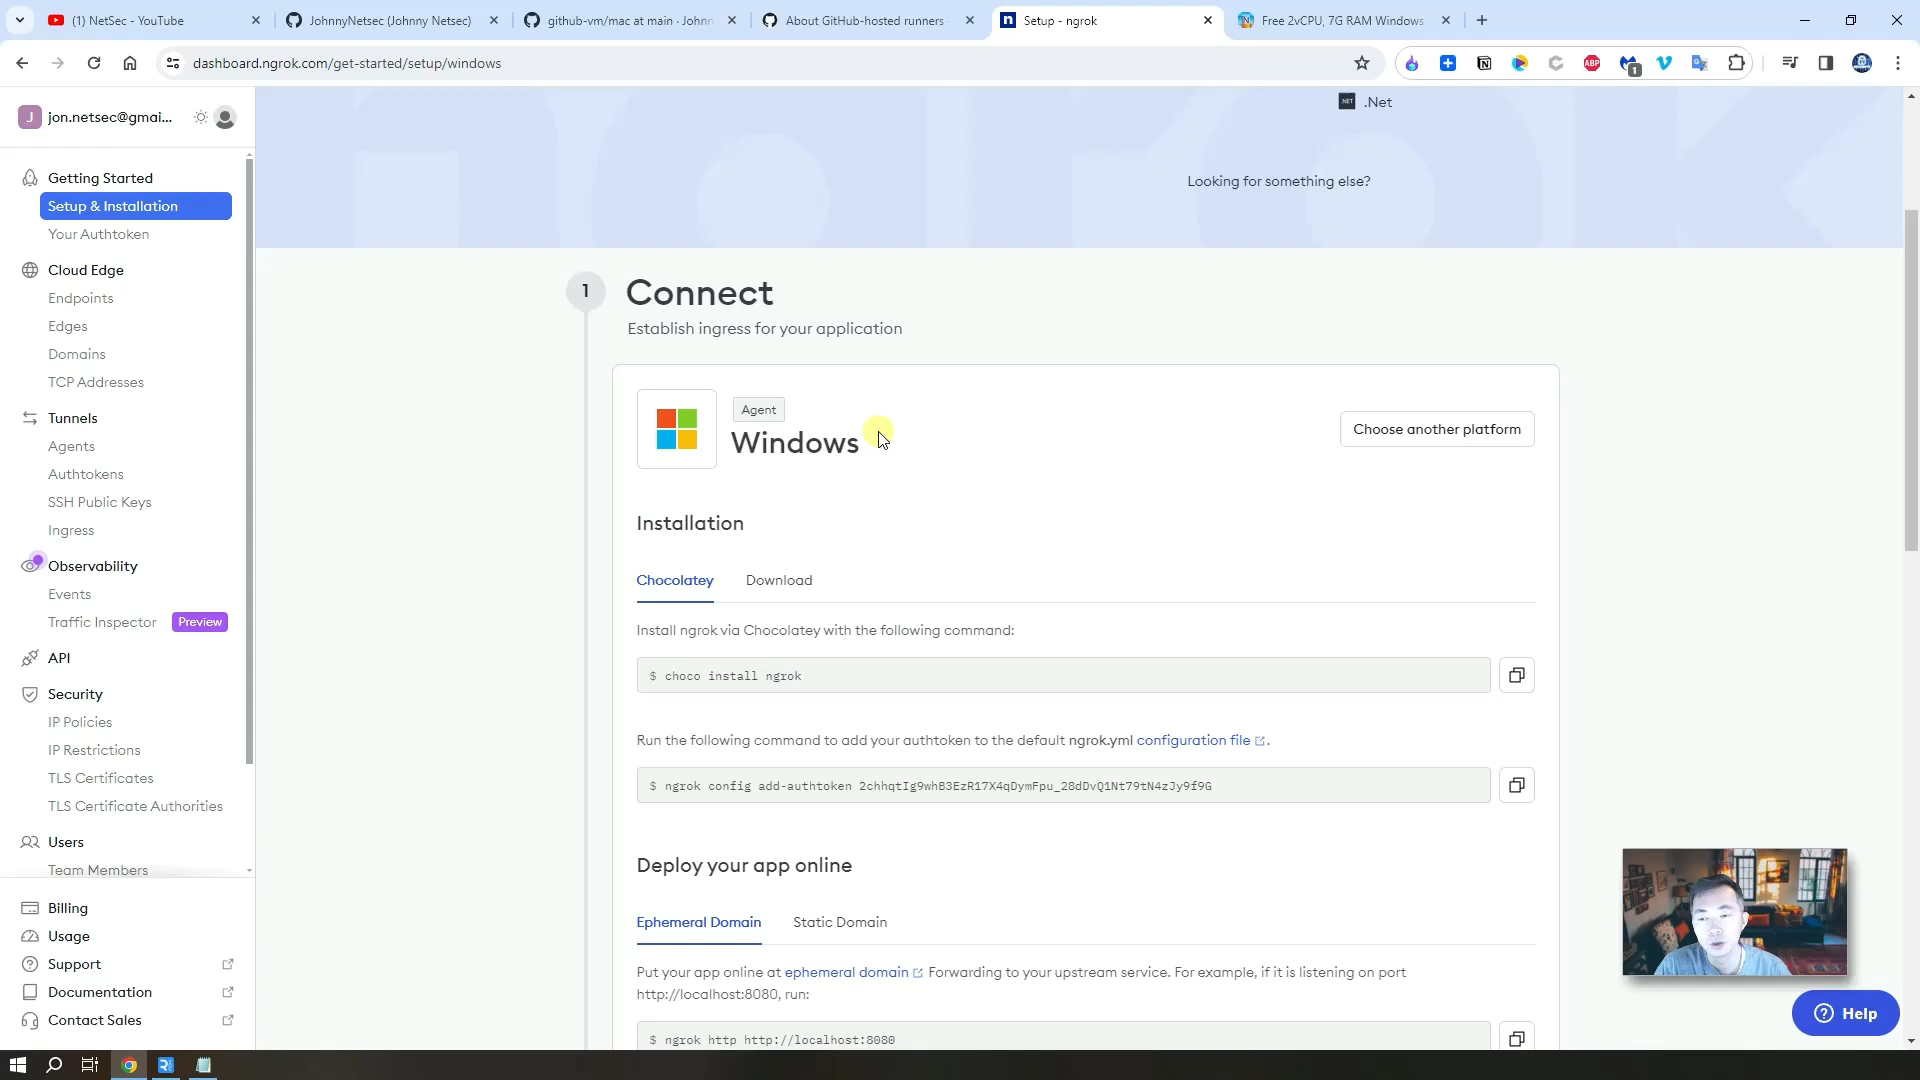 (1) NetSec - YouTube
JohnnyNetsec (Johnny Netsec)
github-vm/mac at main · John
About GitHub-hosted runners
Setup - ngrok
Free 2vCPU, 7G RAM Windows
dashboard.ngrok.com/get-started/setup/windows
ABP
1
J jon.netsec@gmai...
Getting Started
Setup & Installation
Your Authtoken
Cloud Edge
Endpoints
Edges
Domains
TCP Addresses
Tunnels
Agents
Authtokens
SSH Public Keys
Ingress
Observability
Events
Traffic Inspector Preview
API
Security
IP Policies
IP Restrictions
TLS Certificates
TLS Certificate Authorities
Users
Team Members
Billing
Usage
Support
Documentation
Contact Sales
.NET .Net
Looking for something else?
1 Connect
Establish ingress for your application
Agent
Windows
Choose another platform
Installation
Chocolatey Download
Install ngrok via Chocolatey with the following command:
$ choco install ngrok
Run the following command to add your authtoken to the default ngrok.yml configuration file.
$ ngrok config add-authtoken 2chhqtIg9whB3EzR17X4qDymFpu_28dDvQ1Nt79tN4zJy9f9G
Deploy your app online
Ephemeral Domain Static Domain
Put your app online at ephemeral domain Forwarding to your upstream service. For example, if it is listening on port
http://localhost:8080, run:
$ ngrok http http://localhost:8080
Help